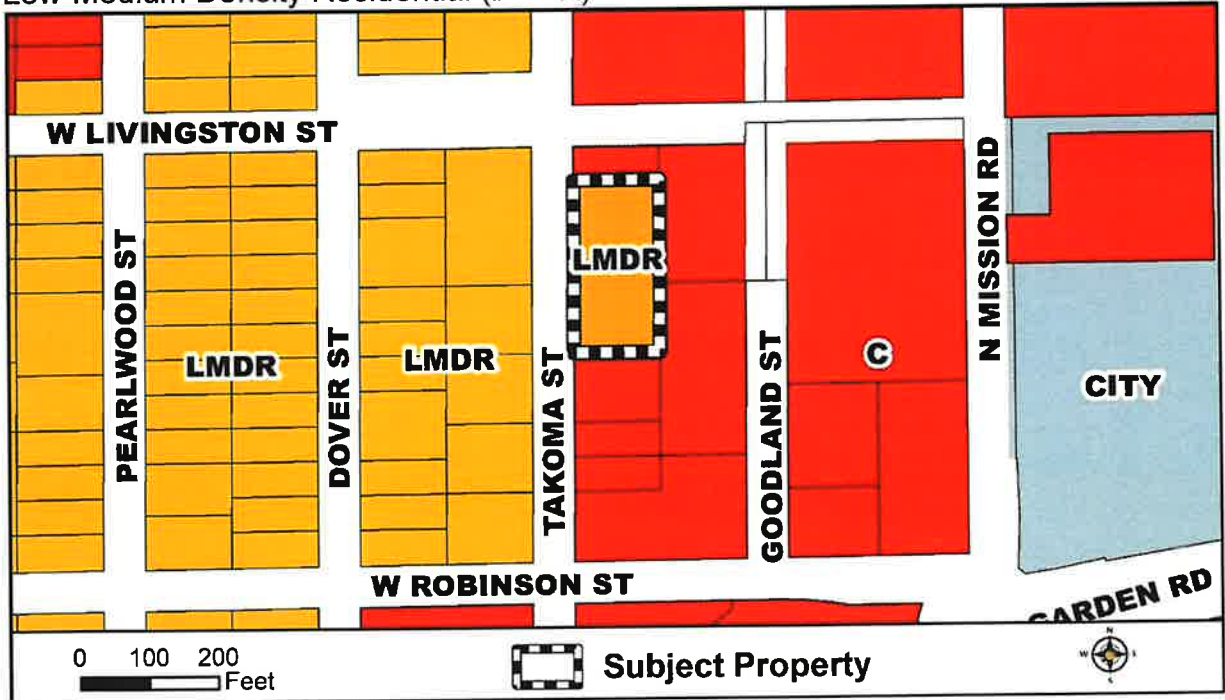 W LIVINGSTON ST
PEARLWOOD ST
DOVER ST
TAKOMA ST
GOODLAND ST
N MISSION RD
LMDR
LMDR
LMDR
C
CITY
W ROBINSON ST
GARDEN RD
0 100 200
Feet
Subject Property
N
W E
S